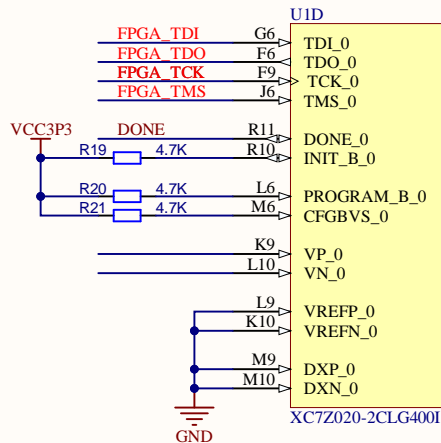 U1D
FPGA_TDI G6 TDI_0
FPGA_TDO F6 TDO_0
FPGA_TCK F9 TCK_0
FPGA_TMS J6 TMS_0
VCC3P3 DONE R11 DONE_0
R19 4.7K R10 INIT_B_0
R20 4.7K L6 PROGRAM_B_0
R21 4.7K M6 CFGBVS_0
K9 VP_0
L10 VN_0
L9 VREFP_0
K10 VREFN_0
M9 DXP_0
M10 DXN_0
GND
XC7Z020-2CLG400I